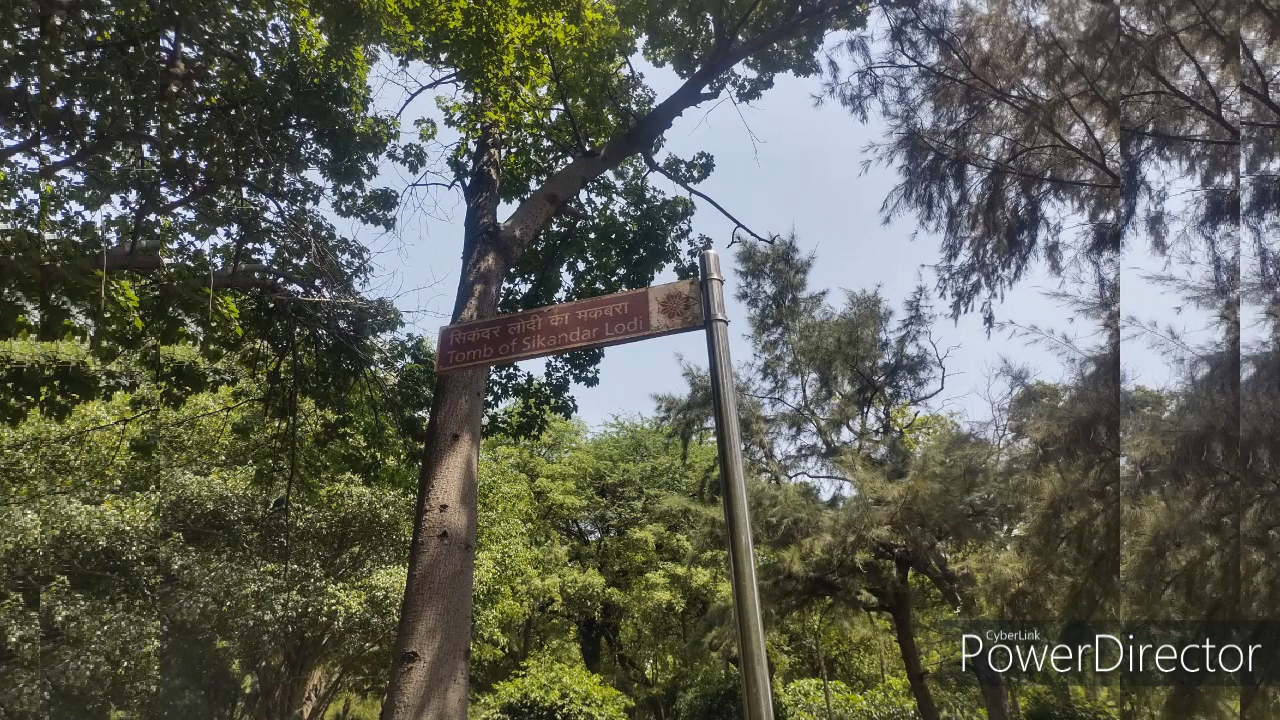 सिकंदर लोदी का मकबरा
Tomb of Sikandar Lodi
CyberLink
PowerDirector